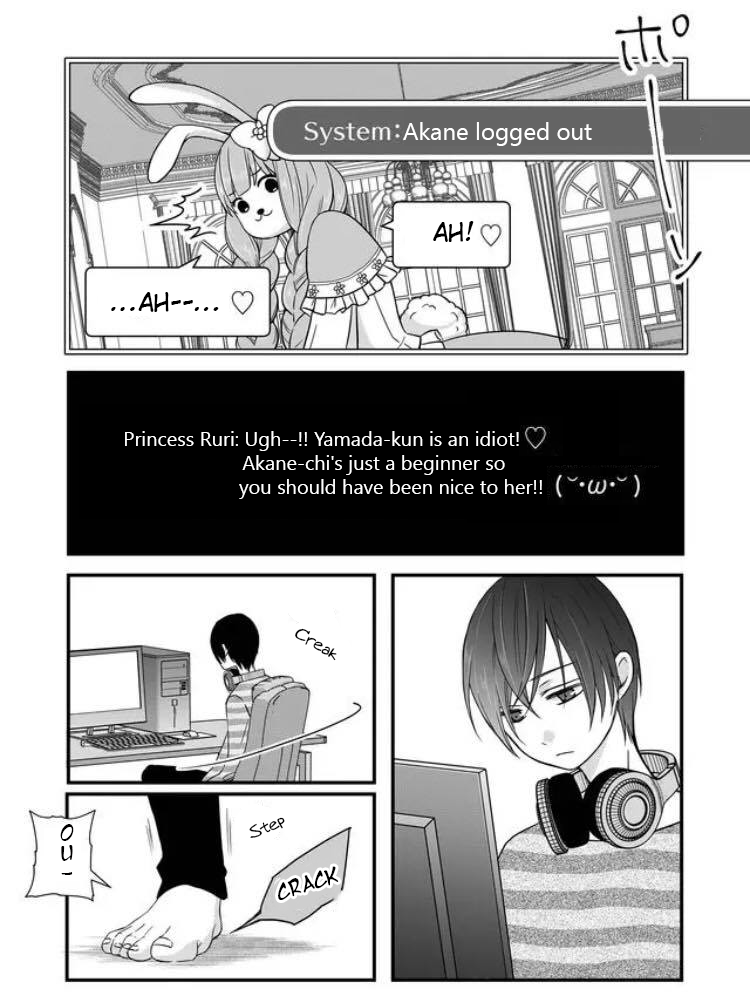 ポーン
System:Akane logged out
AH! ♡
...AH--... ♡
Princess Ruri: Ugh--!! Yamada-kun is an idiot! ♡
Akane-chi's just a beginner so
you should have been nice to her!! (˘•ω•˘)
Creak
Step
OU-
CRACK